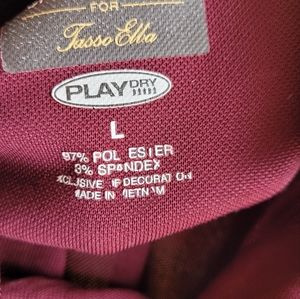 FOR
Tasso Elba
PLAYDRY
L
97% POLYESTER
3% SPANDEX
EXCLUSIVE OF DECORATION
MADE IN VIETNAM